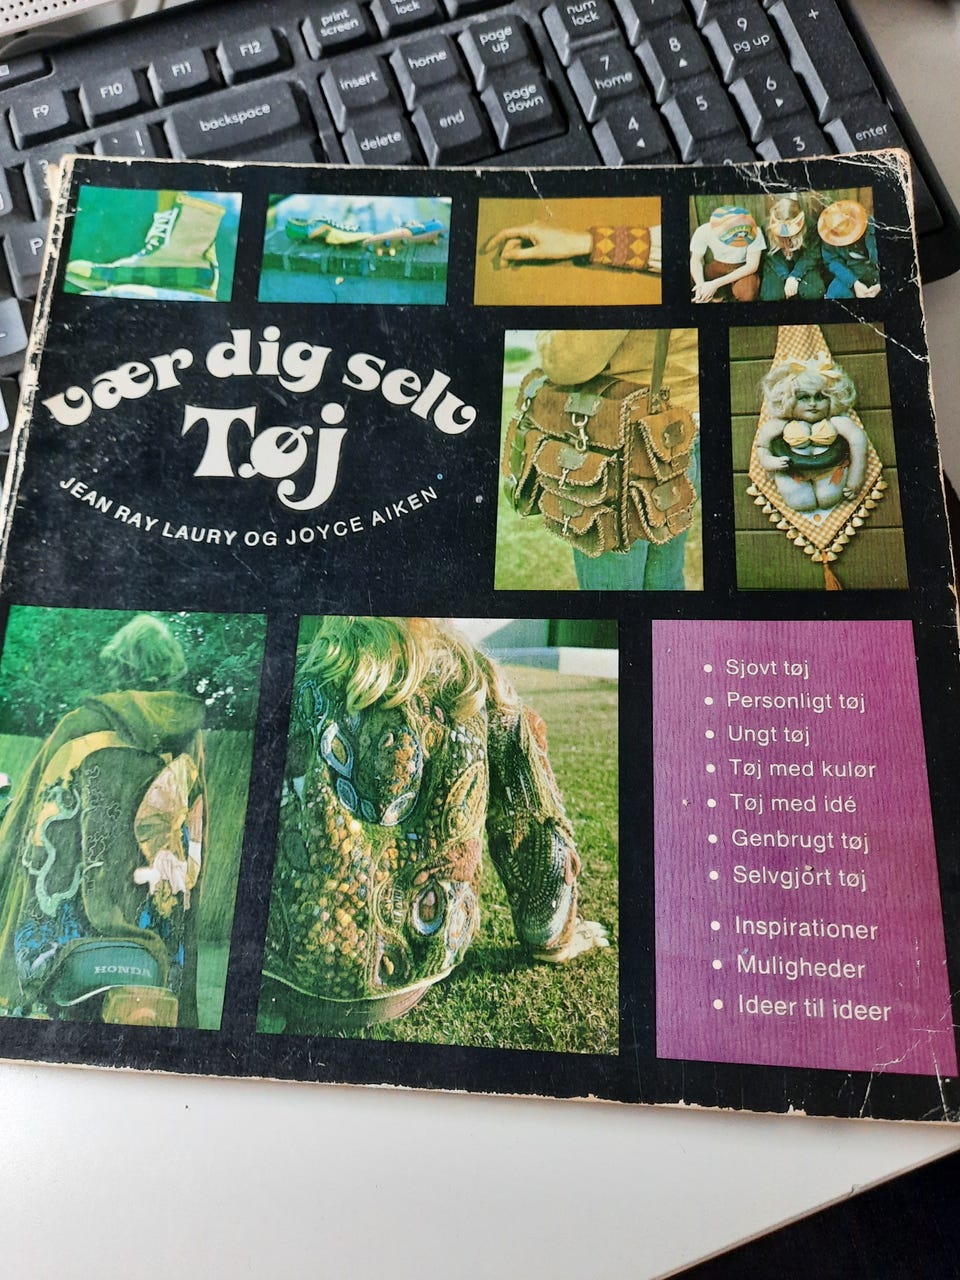 print
screen
lock
num
lock
F9
F10
F11
F12
insert
home
page
up
7
home
8
9
pg up
+
backspace
delete
end
page
down
4
5
6
3
enter
!
P
vær dig selv
Tøj
JEAN RAY LAURY OG JOYCE AIKEN
HONDA
• Sjovt tøj
• Personligt tøj
• Ungt tøj
• Tøj med kulør
• Tøj med idé
• Genbrugt tøj
• Selvgjort tøj
• Inspirationer
• Muligheder
• Ideer til ideer